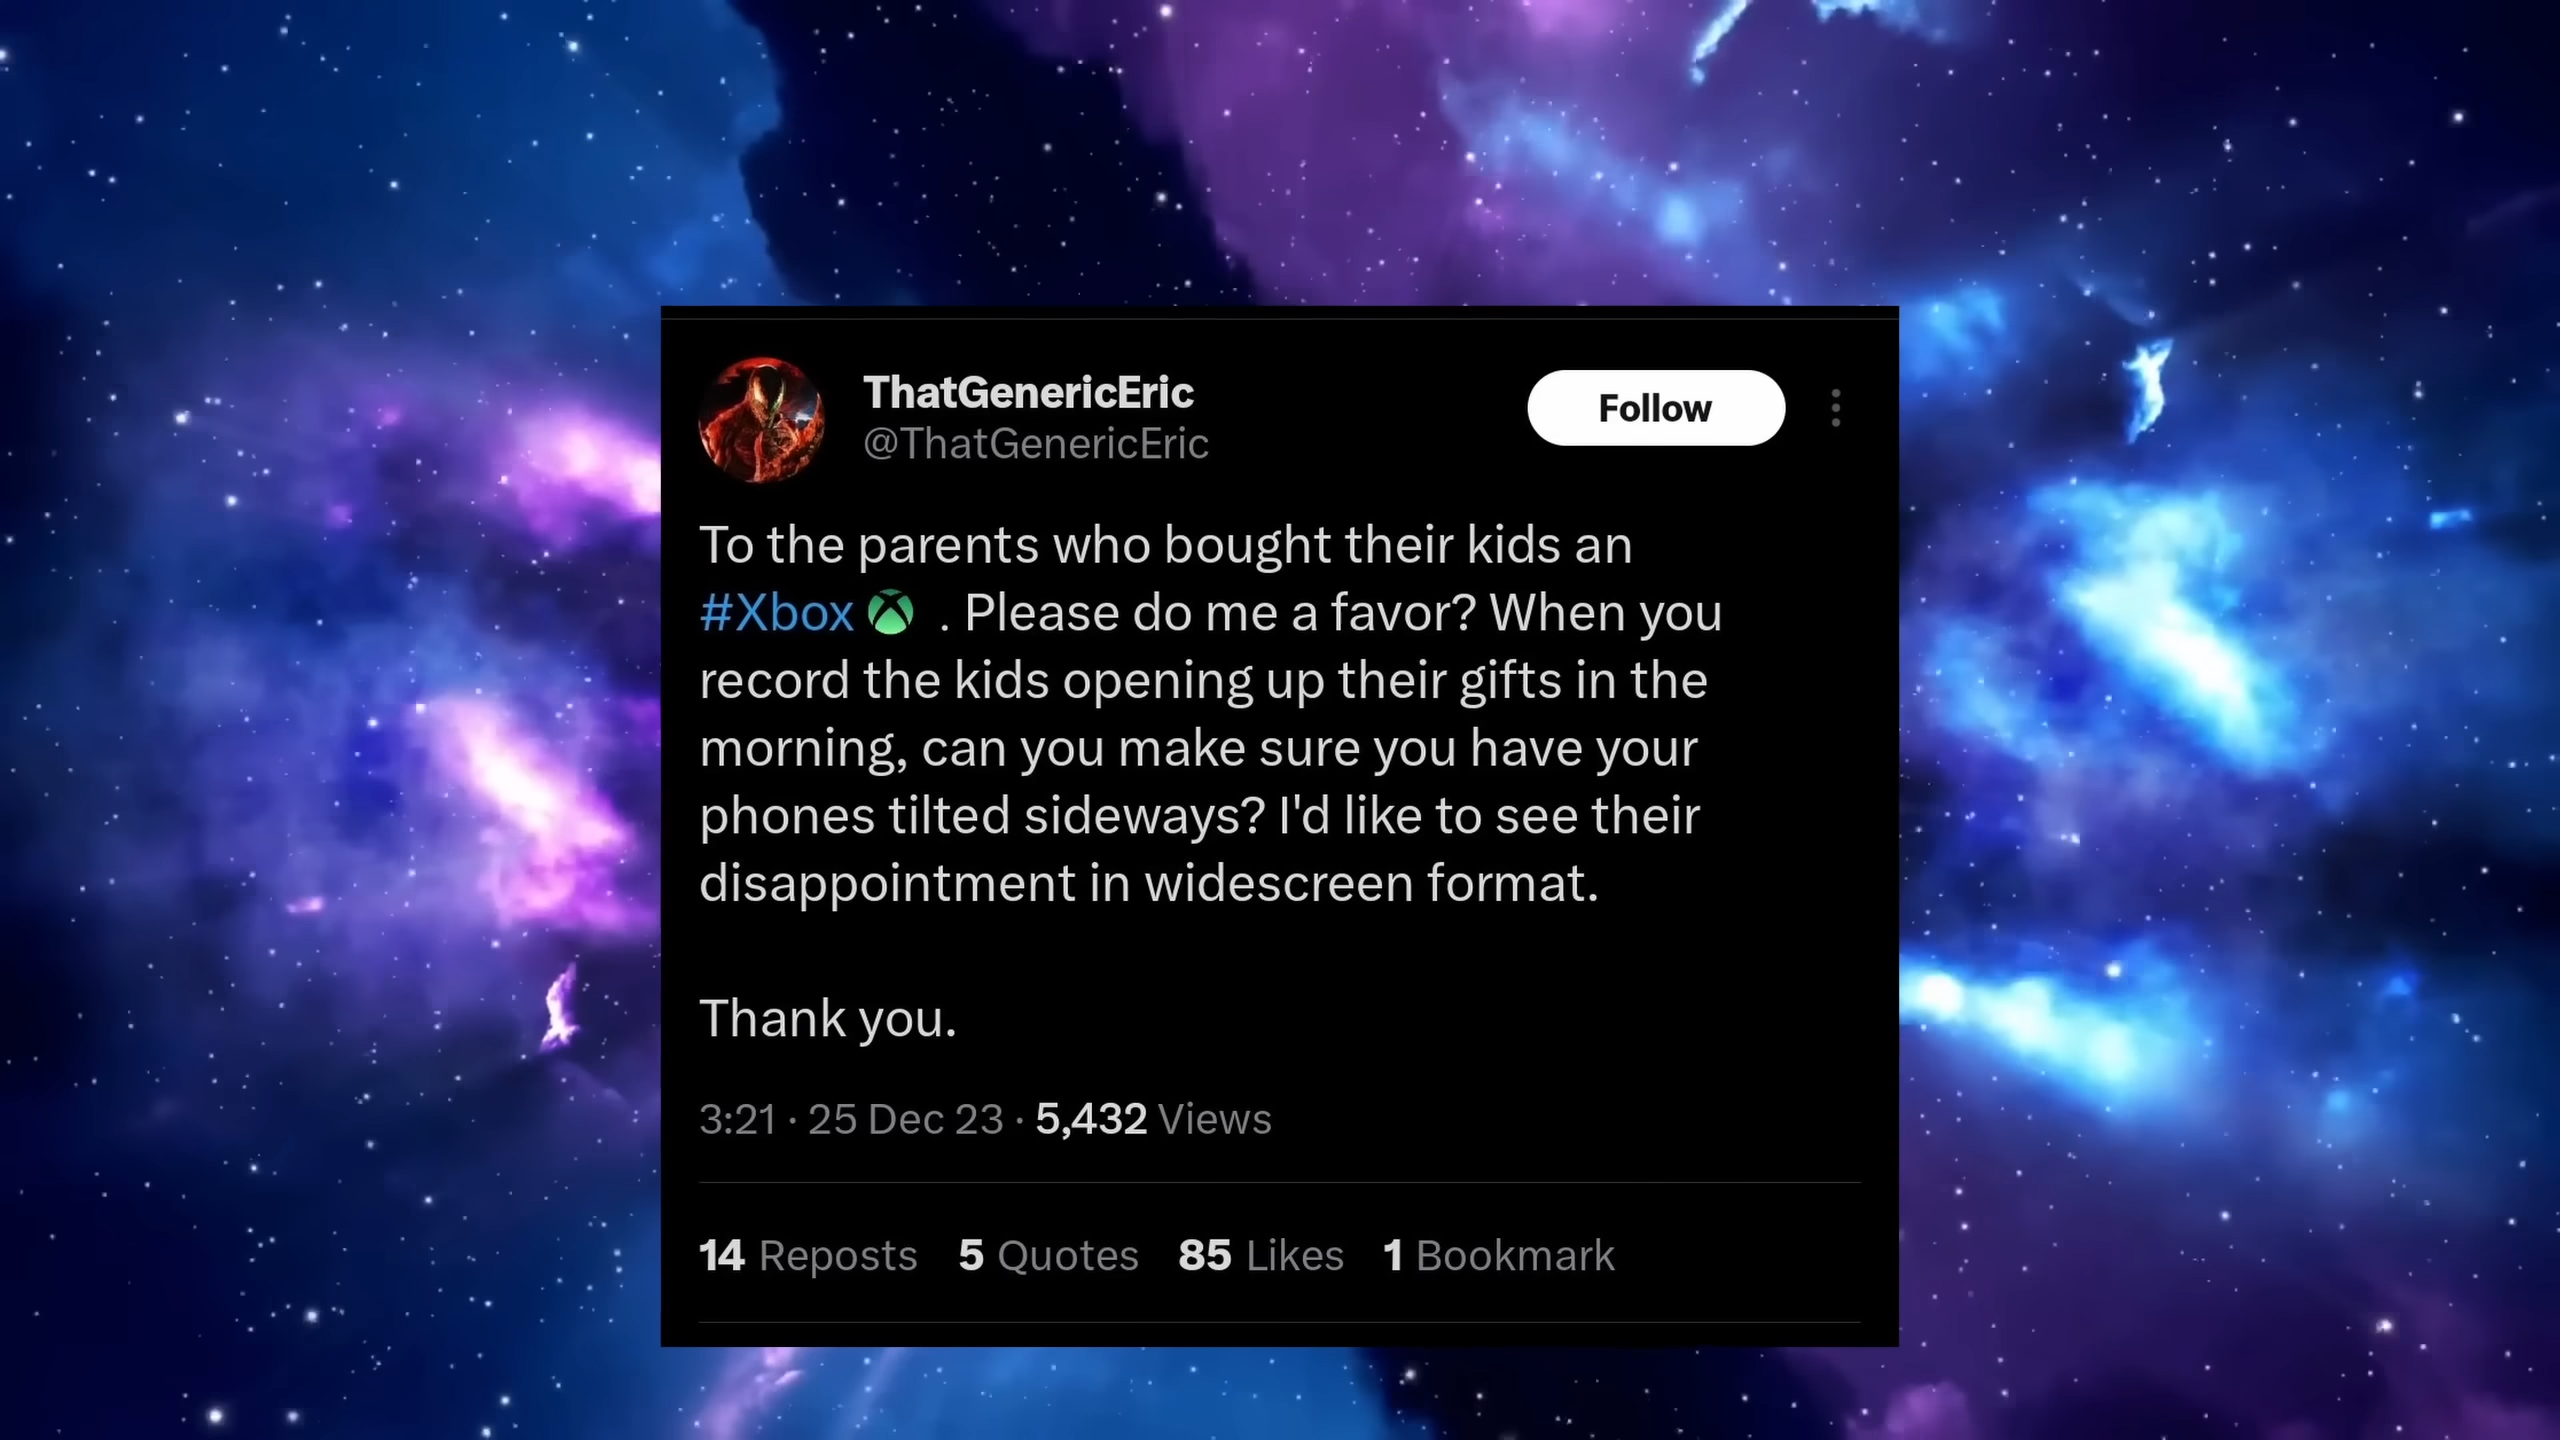 ThatGenericEric
Follow
@ThatGenericEric
To the parents who bought their kids an
#Xbox . Please do me a favor? When you
record the kids opening up their gifts in the
morning, can you make sure you have your
phones tilted sideways? I'd like to see their
disappointment in widescreen format.
Thank you.
3:21 · 25 Dec 23 · 5,432 Views
14 Reposts 5 Quotes 85 Likes 1 Bookmark